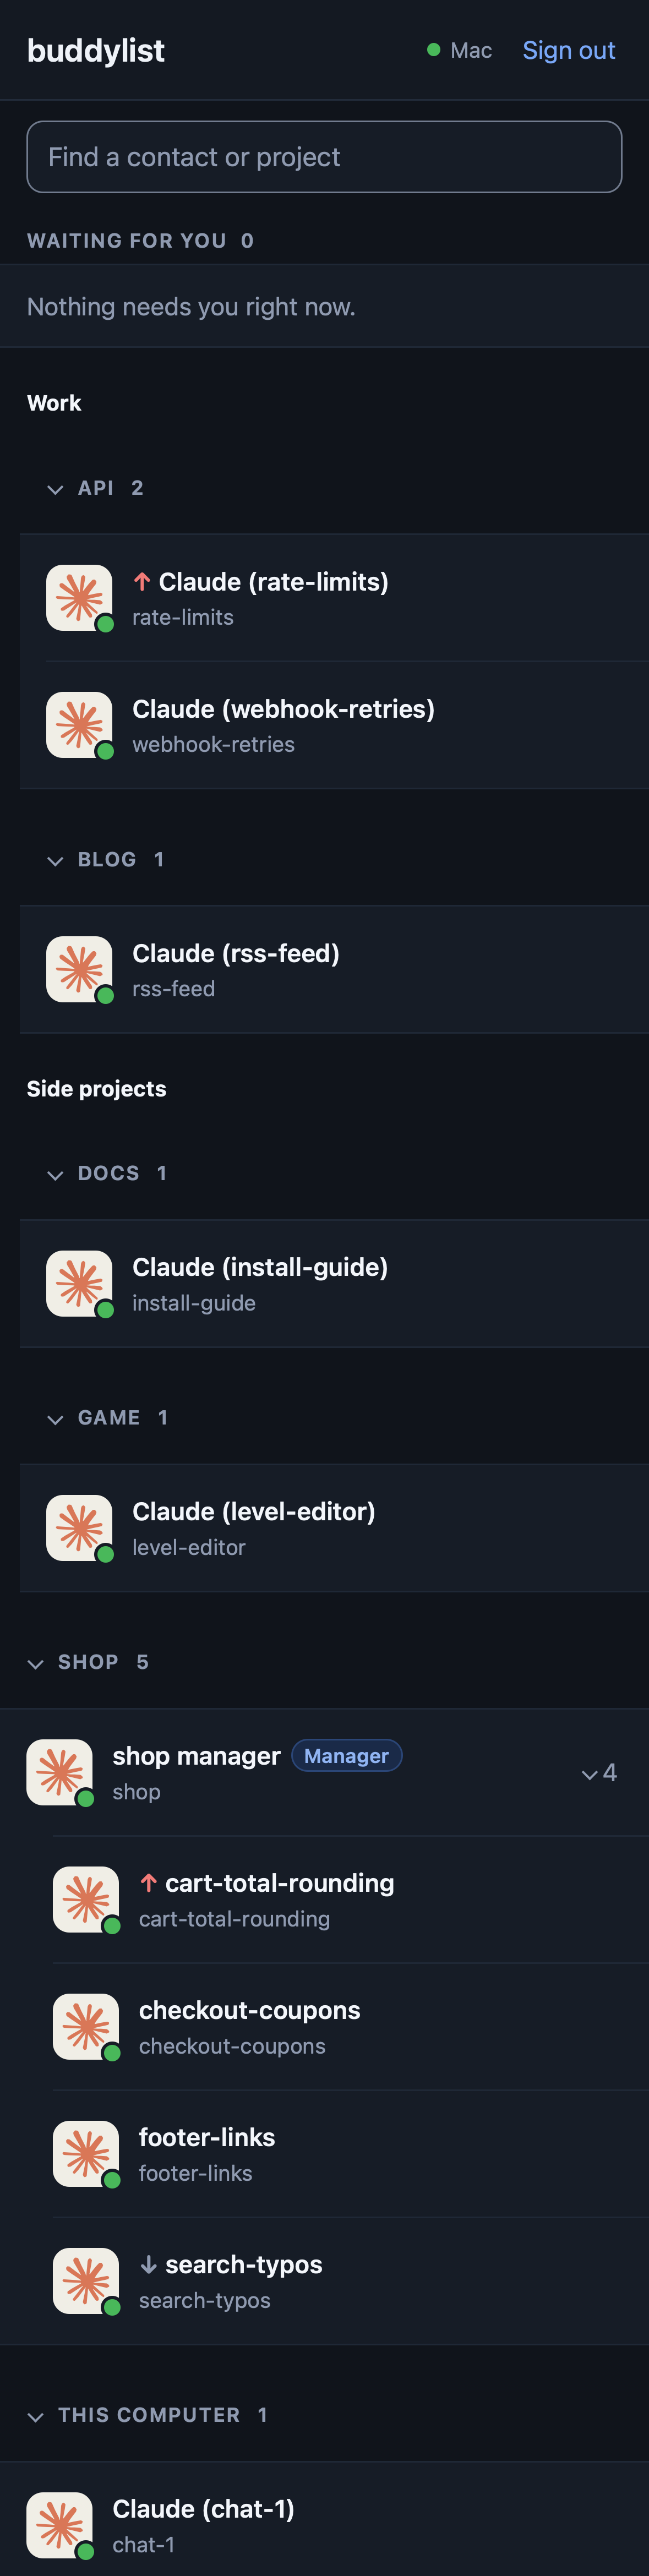 buddylist
Mac
Sign out
Find a contact or project
WAITING FOR YOU 0
Nothing needs you right now.
Work
API 2
↑ Claude (rate-limits)
rate-limits
Claude (webhook-retries)
webhook-retries
BLOG 1
Claude (rss-feed)
rss-feed
Side projects
DOCS 1
Claude (install-guide)
install-guide
GAME 1
Claude (level-editor)
level-editor
SHOP 5
shop manager Manager
shop
4
↑ cart-total-rounding
cart-total-rounding
checkout-coupons
checkout-coupons
footer-links
footer-links
↓ search-typos
search-typos
THIS COMPUTER 1
Claude (chat-1)
chat-1